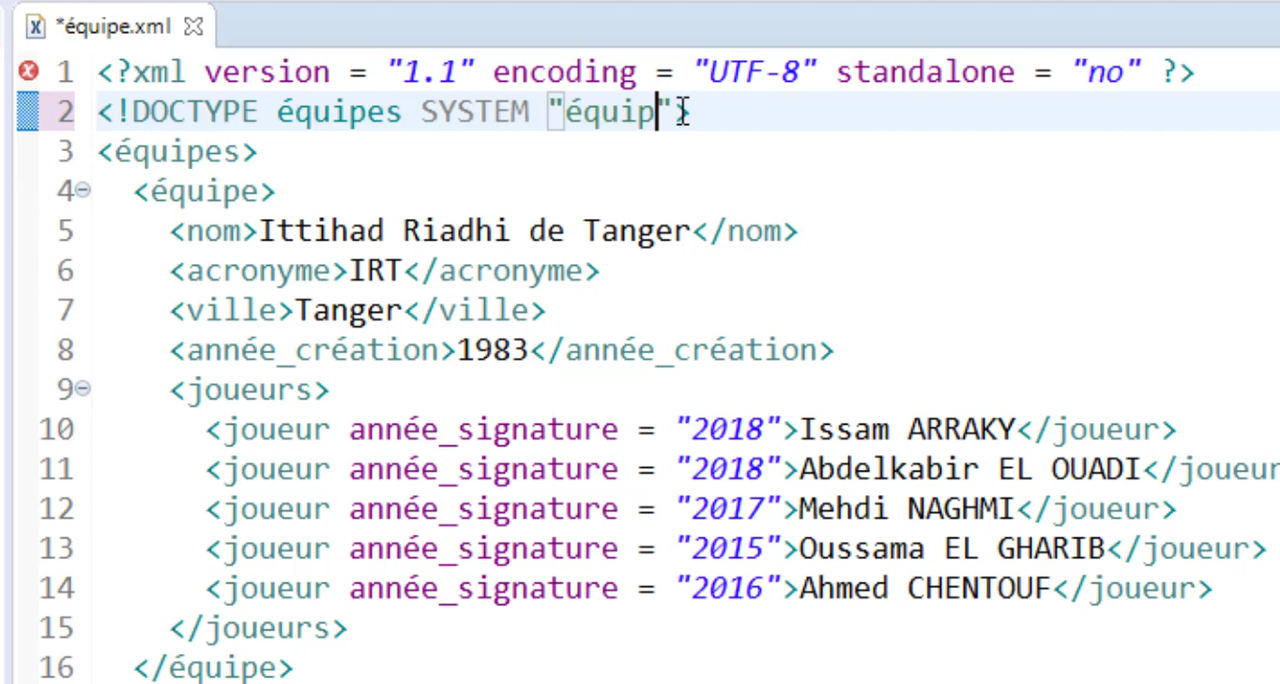 *équipe.xml
1 <?xml version = "1.1" encoding = "UTF-8" standalone = "no" ?>
2 <!DOCTYPE équipes SYSTEM "équip">
3 <équipes>
4 <équipe>
5 <nom>Ittihad Riadhi de Tanger</nom>
6 <acronyme>IRT</acronyme>
7 <ville>Tanger</ville>
8 <année_création>1983</année_création>
9 <joueurs>
10 <joueur année_signature = "2018">Issam ARRAKY</joueur>
11 <joueur année_signature = "2018">Abdelkabir EL OUADI</joueur
12 <joueur année_signature = "2017">Mehdi NAGHMI</joueur>
13 <joueur année_signature = "2015">Oussama EL GHARIB</joueur>
14 <joueur année_signature = "2016">Ahmed CHENTOUF</joueur>
15 </joueurs>
16 </équipe>